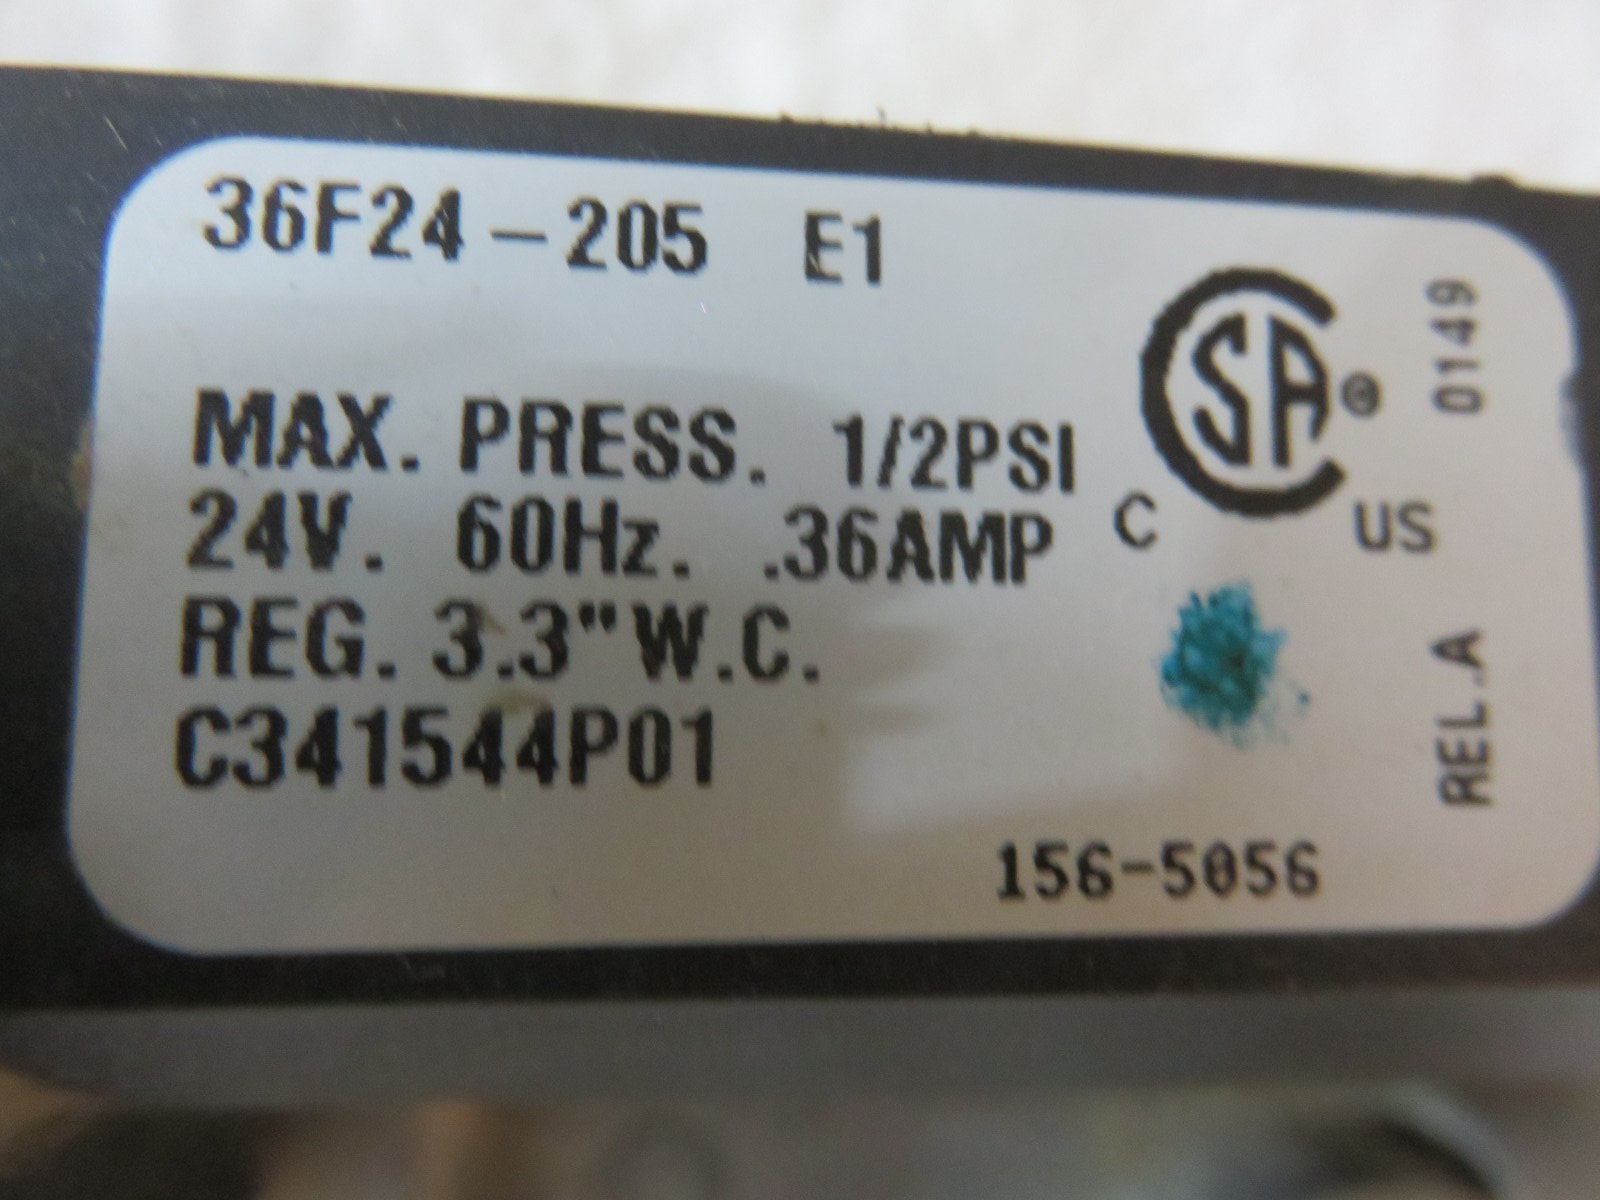 36F24-205 E1
MAX. PRESS. 1/2PSI
24V. 60Hz. .36AMP
REG. 3.3"W.C.
C341544P01
CSA ®
C US
0149
REL.A
156-5056